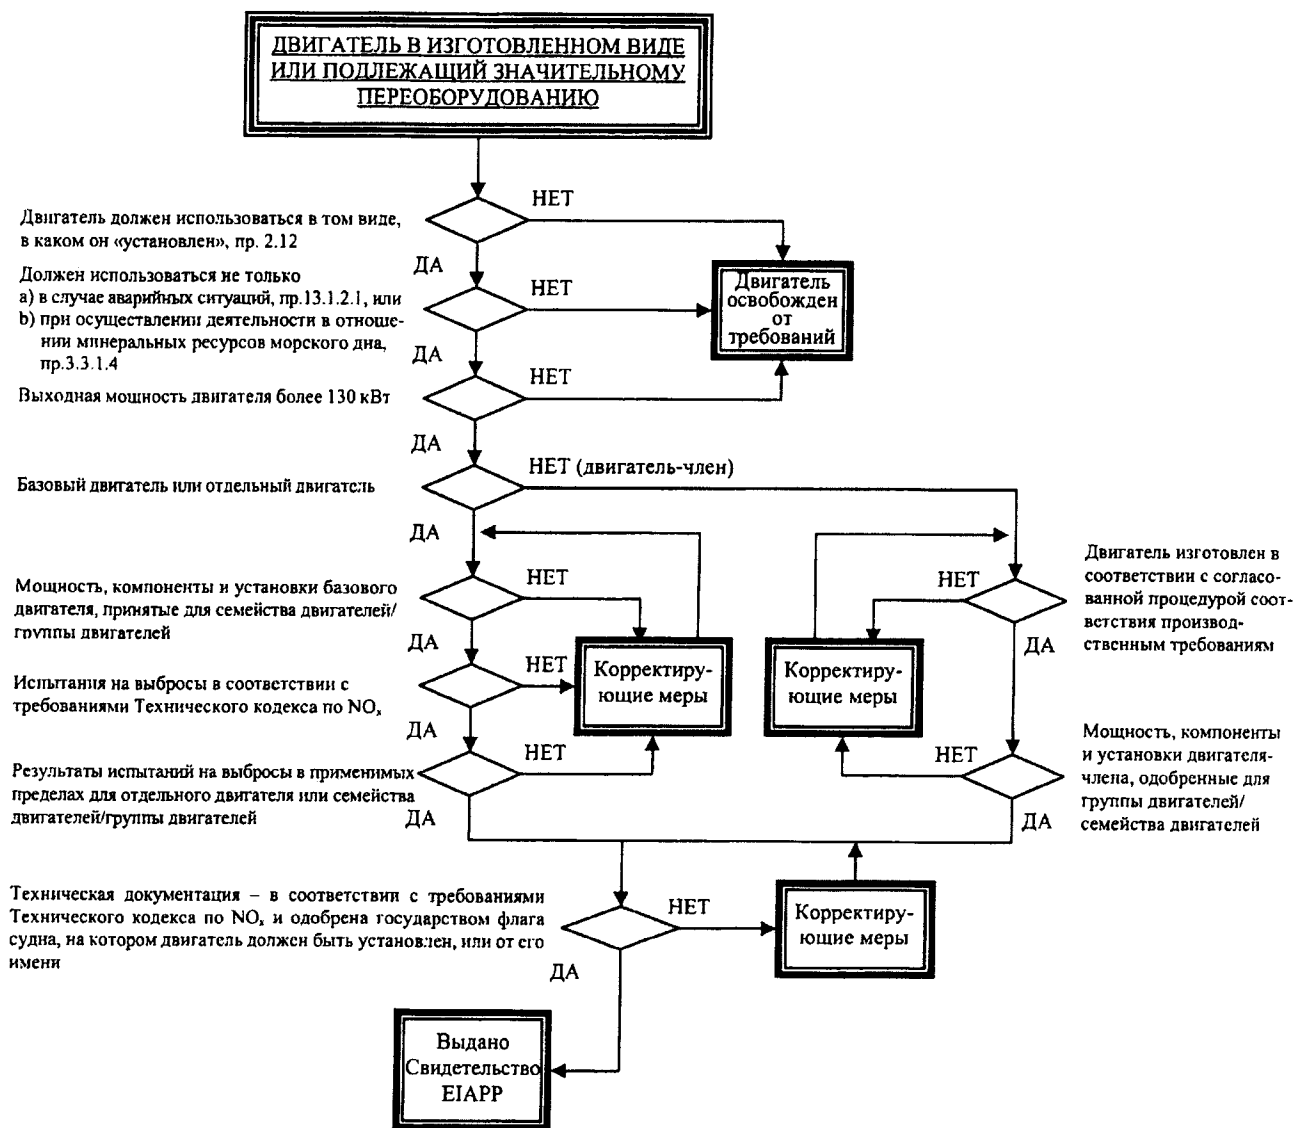 ДВИГАТЕЛЬ В ИЗГОТОВЛЕННОМ ВИДЕ
ИЛИ ПОДЛЕЖАЩИЙ ЗНАЧИТЕЛЬНОМУ
ПЕРЕОБОРУДОВАНИЮ
НЕТ
Двигатель должен использоваться в том виде,
в каком он «установлен», пр. 2.12
ДА
Должен использоваться не только
а) в случае аварийных ситуаций, пр.13.1.2.1, или
b) при осуществлении деятельности в отноше-
нии минеральных ресурсов морского дна,
пр.3.3.1.4
НЕТ
Двигатель
освобожден
от
требований
ДА
НЕТ
Выходная мощность двигателя более 130 кВт
ДА
НЕТ (двигатель-член)
Базовый двигатель или отдельный двигатель
ДА
Мощность, компоненты и установки базового
двигателя, принятые для семейства двигателей/
группы двигателей
НЕТ
НЕТ
Двигатель изготовлен в
соответствии с согласо-
ванной процедурой соот-
ветствия производ-
ственным требованиям
ДА
ДА
Испытания на выбросы в соответствии с
требованиями Технического кодекса по NOx
НЕТ
Корректиру-
ющие меры
Корректиру-
ющие меры
ДА
НЕТ
НЕТ
Мощность, компоненты
и установки двигателя-
члена, одобренные для
группы двигателей/
семейства двигателей
Результаты испытаний на выбросы в применимых
пределах для отдельного двигателя или семейства
двигателей/группы двигателей
ДА
ДА
Техническая документация – в соответствии с требованиями
Технического кодекса по NOx и одобрена государством флага
судна, на котором двигатель должен быть установлен, или от его
имени
НЕТ
Корректиру-
ющие меры
ДА
Выдано
Свидетельство
EIAPP